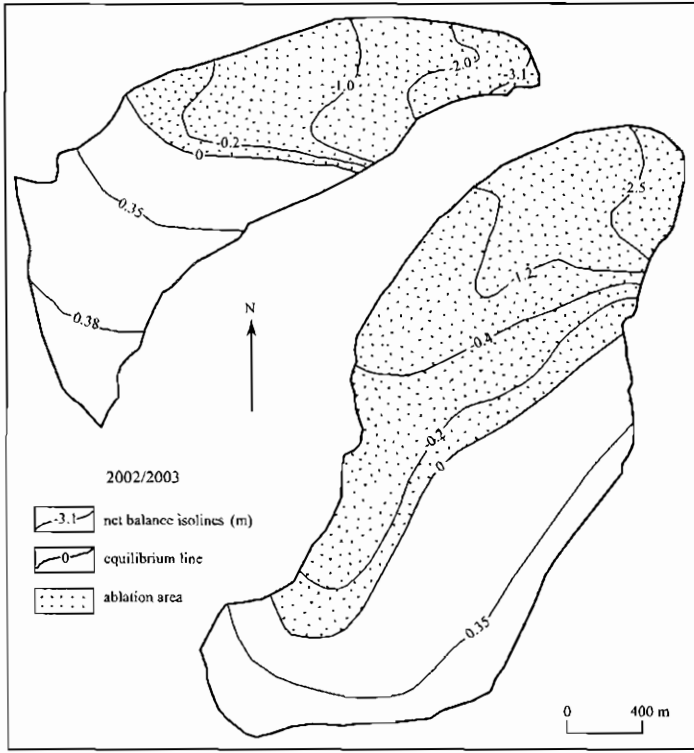 -2.0
-3.1
-1.0
-0.2
0
0.35
0.38
-2.5
-1.2
-0.4
-0.2
0
0.35
N
2002/2003
-3.1 net balance isolines (m)
0 equilibrium line
ablation area
0 400 m